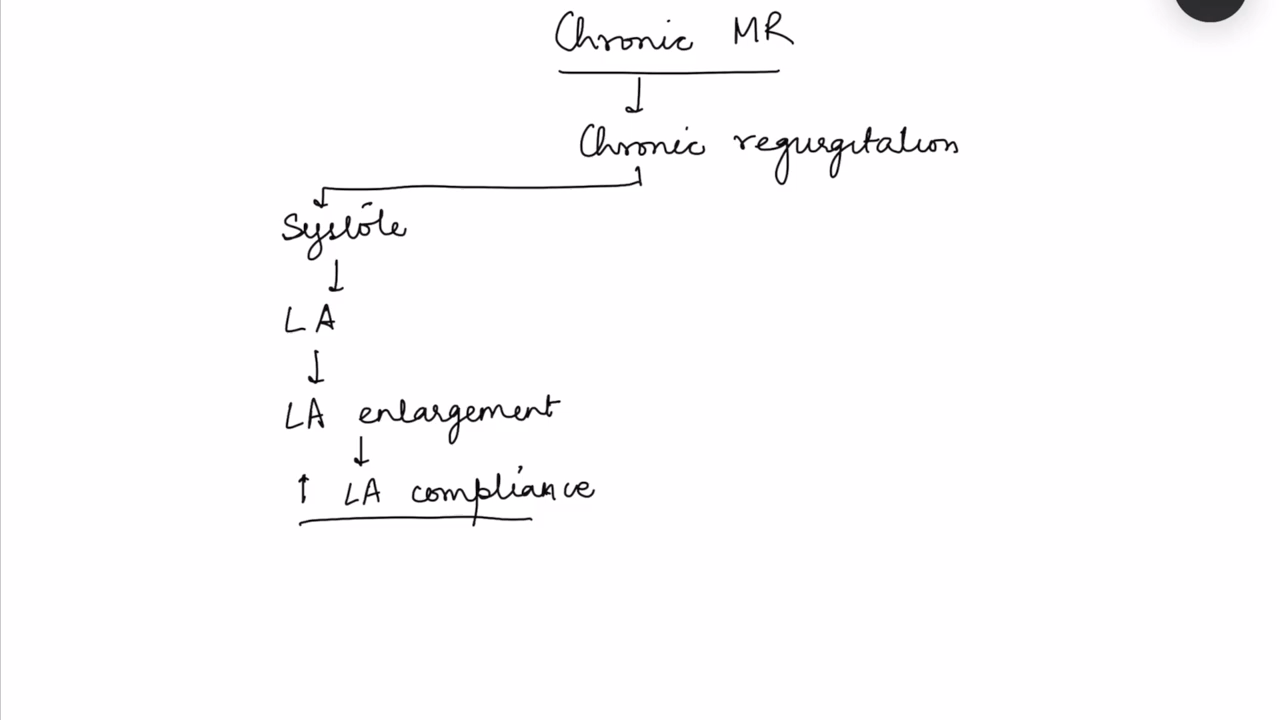 Chronic MR
↓
Chronic regurgitation
Systole
↓
LA
↓
LA enlargement
↓
↑ LA compliance